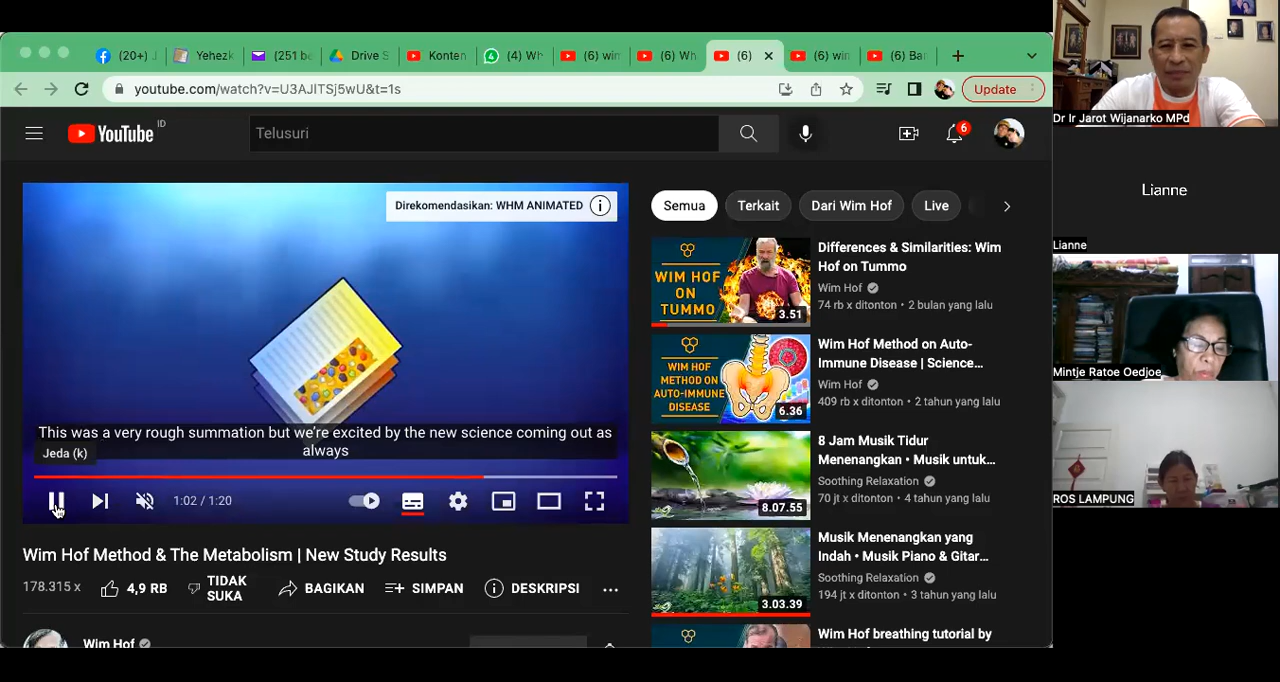 (20+)
Yehezk
(251 be
Drive S
Konten
(4) Wh
(6) win
(6) Wh
(6)
(6) win
(6) Bar
youtube.com/watch?v=U3AJITSj5wU&t=1s
Update
YouTube ID
Telusuri
6
Direkomendasikan: WHM ANIMATED
This was a very rough summation but we're excited by the new science coming out as
always
Jeda (k)
1:02 / 1:20
Wim Hof Method & The Metabolism | New Study Results
178.315 x
4,9 RB
TIDAK
SUKA
BAGIKAN
SIMPAN
DESKRIPSI
Wim Hof
Semua
Terkait
Dari Wim Hof
Live
WIM HOF
ON
TUMMO
3.51
Differences & Similarities: Wim
Hof on Tummo
Wim Hof
74 rb x ditonton • 2 bulan yang lalu
WIM HOF
METHOD ON
AUTO-
IMMUNE
DISEASE
6.36
Wim Hof Method on Auto-
Immune Disease | Science...
Wim Hof
409 rb x ditonton • 2 tahun yang lalu
8.07.55
8 Jam Musik Tidur
Menenangkan • Musik untuk...
Soothing Relaxation
70 jt x ditonton • 4 tahun yang lalu
3.03.39
Musik Menenangkan yang
Indah • Musik Piano & Gitar...
Soothing Relaxation
194 jt x ditonton • 3 tahun yang lalu
Wim Hof breathing tutorial by
Dr Ir Jarot Wijanarko MPd
Lianne
Lianne
Mintje Ratoe Oedjoe
ROS LAMPUNG